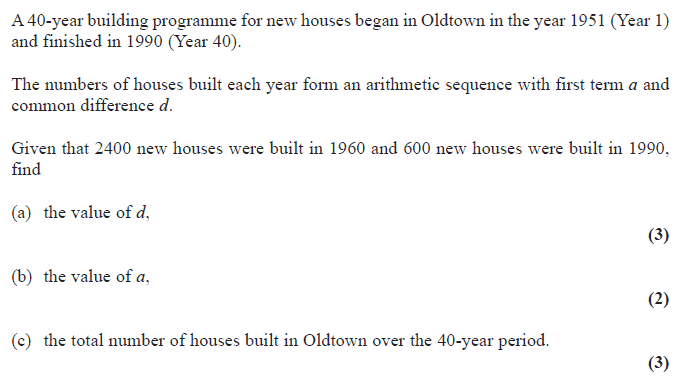 A 40-year building programme for new houses began in Oldtown in the year 1951 (Year 1)
and finished in 1990 (Year 40).
The numbers of houses built each year form an arithmetic sequence with first term a and
common difference d.
Given that 2400 new houses were built in 1960 and 600 new houses were built in 1990,
find
(a) the value of d,
(3)
(b) the value of a,
(2)
(c) the total number of houses built in Oldtown over the 40-year period.
(3)